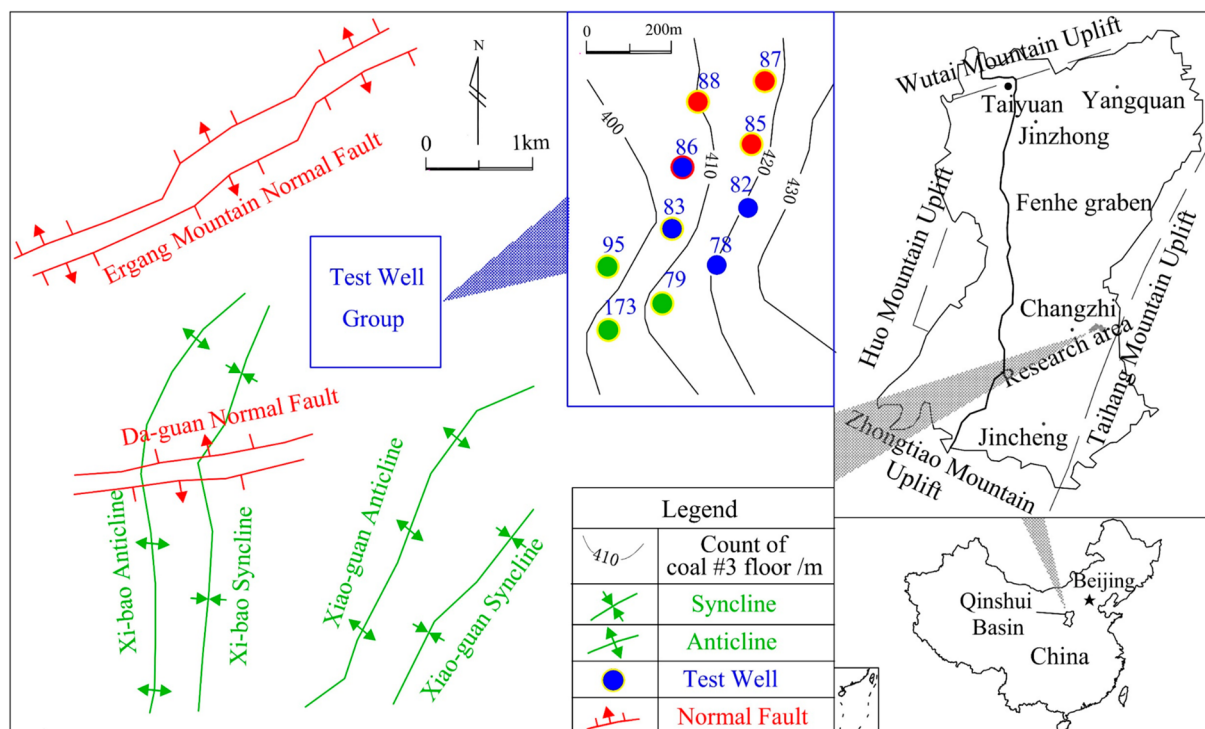 Ergang Mountain Normal Fault
N
0 1km
Test Well
Group
Da-guan Normal Fault
Xi-bao Anticline
Xi-bao Syncline
Xiao-guan Anticline
Xiao-guan Syncline
0 200m
87
88
85
86
400
410
420
430
82
83
78
95
79
173
Legend
410
Count of
coal #3 floor /m
Syncline
Anticline
Test Well
Normal Fault
Wutai Mountain Uplift
Taiyuan
Yangquan
Jinzhong
Fenhe graben
Huo Mountain Uplift
Changzhi
Research area
Taihang Mountain Uplift
Jincheng
Zhongtiao Mountain
Uplift
Beijing
Qinshui
Basin
China